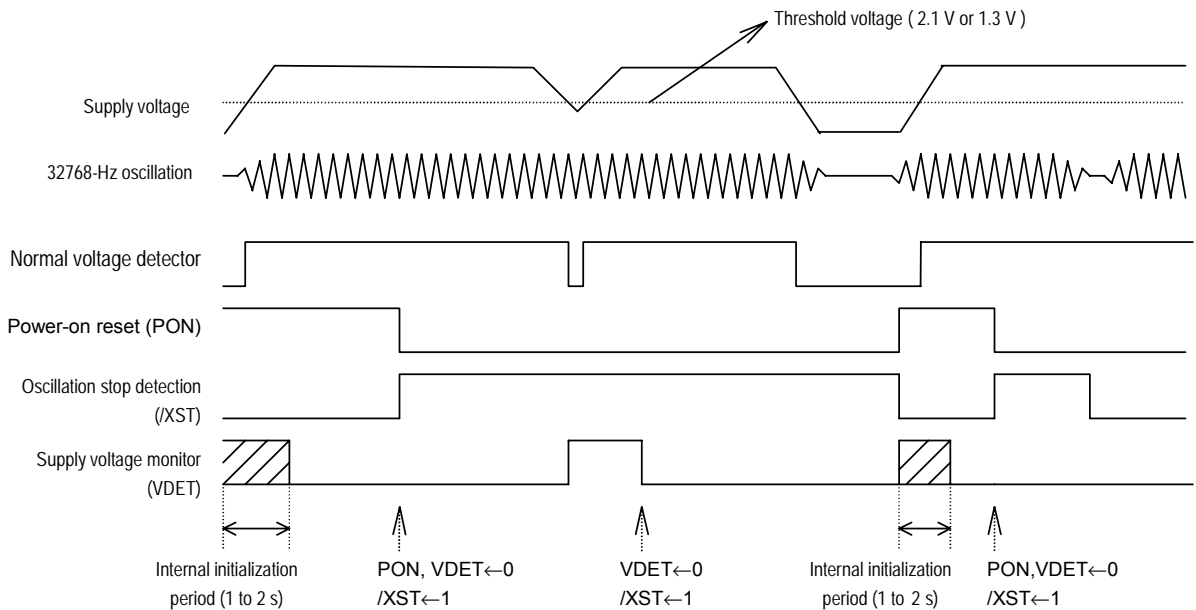 Threshold voltage ( 2.1 V or 1.3 V )
Supply voltage
32768-Hz oscillation
Normal voltage detector
Power-on reset (PON)
Oscillation stop detection
(/XST)
Supply voltage monitor
(VDET)
Internal initialization
period (1 to 2 s)
PON, VDET←0
/XST←1
VDET←0
/XST←1
Internal initialization
period (1 to 2 s)
PON,VDET←0
/XST←1